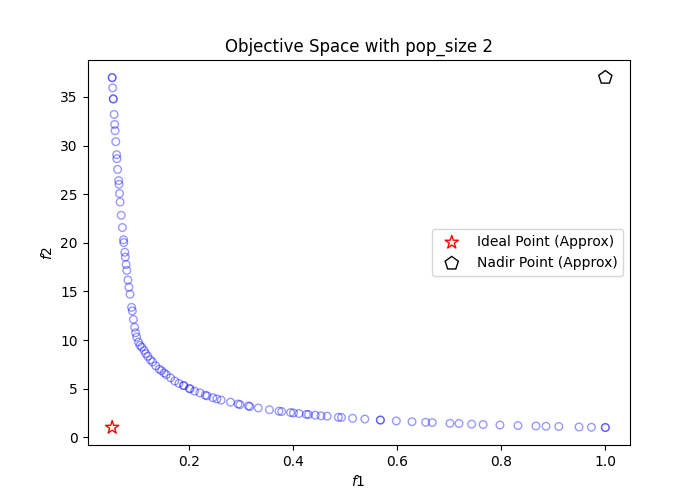 Objective Space with pop_size 2
f2
35
30
25
20
15
10
5
0
Ideal Point (Approx)
Nadir Point (Approx)
0.2 0.4 0.6 0.8 1.0
f1